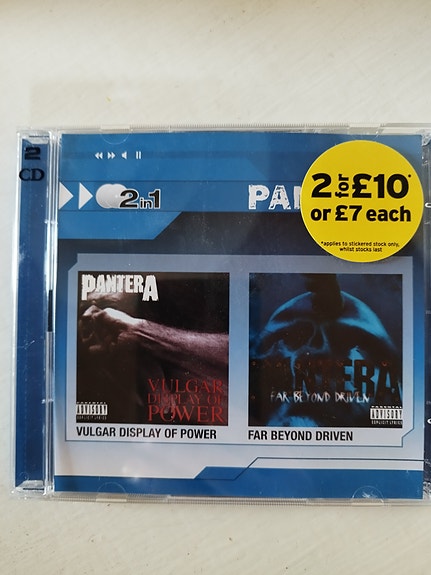 2
CD
2in1
PAN
2 for £10*
or £7 each
*applies to stickered stock only,
whilst stocks last
PANTERA
VULGAR
DISPLAY OF
POWER
PARENTAL
ADVISORY
EXPLICIT LYRICS
VULGAR DISPLAY OF POWER
PANTERA
FAR BEYOND DRIVEN
PARENTAL
ADVISORY
EXPLICIT LYRICS
FAR BEYOND DRIVEN